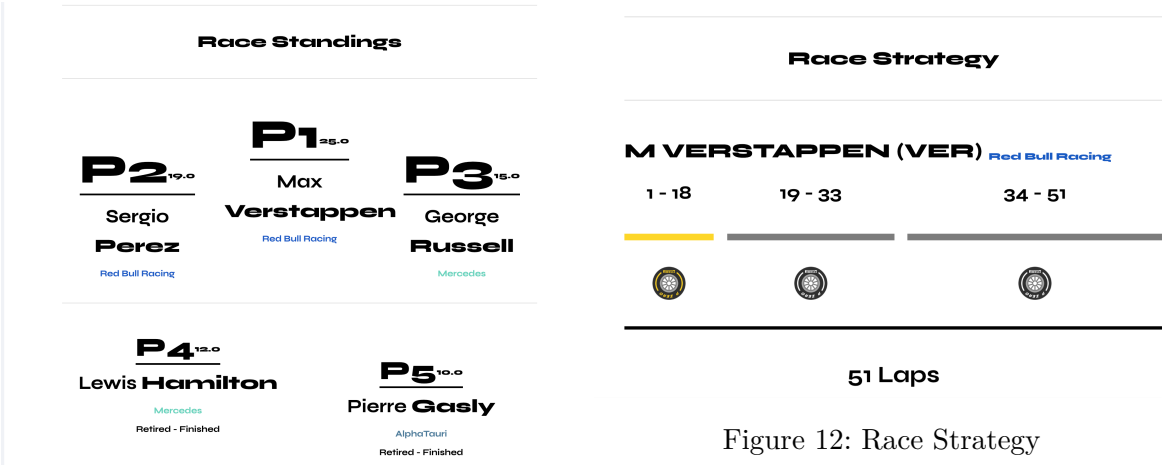 Race Standings
P1 25.0
Max
Verstappen
Red Bull Racing
P2 19.0
Sergio
Perez
Red Bull Racing
P3 15.0
George
Russell
Mercedes
P4 12.0
Lewis Hamilton
Mercedes
Retired - Finished
P5 10.0
Pierre Gasly
AlphaTauri
Retired - Finished
Race Strategy
M VERSTAPPEN (VER) Red Bull Racing
1 - 18 19 - 33 34 - 51
51 Laps
Figure 12: Race Strategy